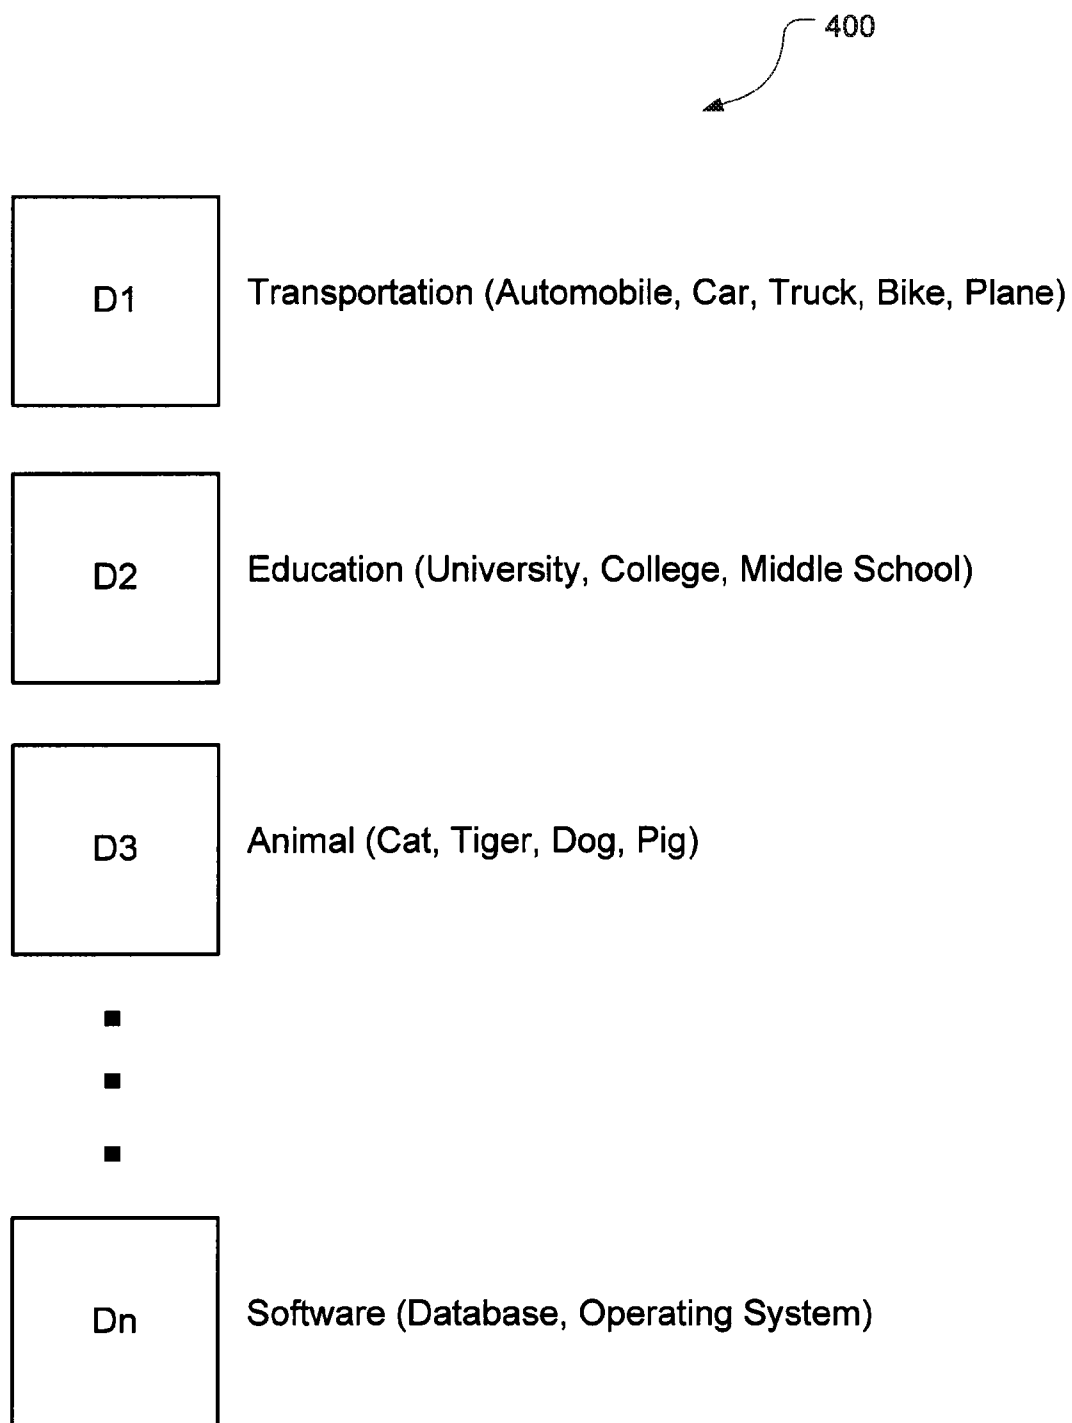 400
D1 Transportation (Automobile, Car, Truck, Bike, Plane)
D2 Education (University, College, Middle School)
D3 Animal (Cat, Tiger, Dog, Pig)
Dn Software (Database, Operating System)